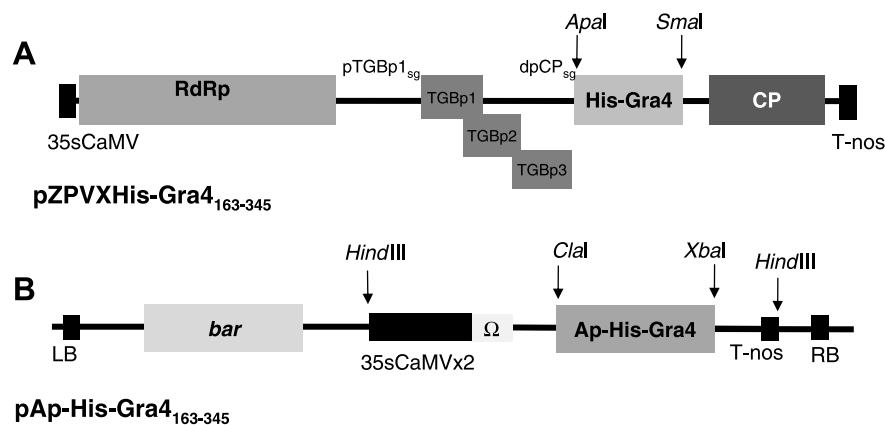 ApaI SmaI
A
pTGBp1sg dpCPsg
RdRp
TGBp1
His-Gra4
CP
TGBp2
TGBp3
35sCaMV
T-nos
pZPVXHis-Gra4163-345
HindIII ClaI XbaI HindIII
B
bar
Ω
Ap-His-Gra4
LB
35sCaMVx2
T-nos
RB
pAp-His-Gra4163-345